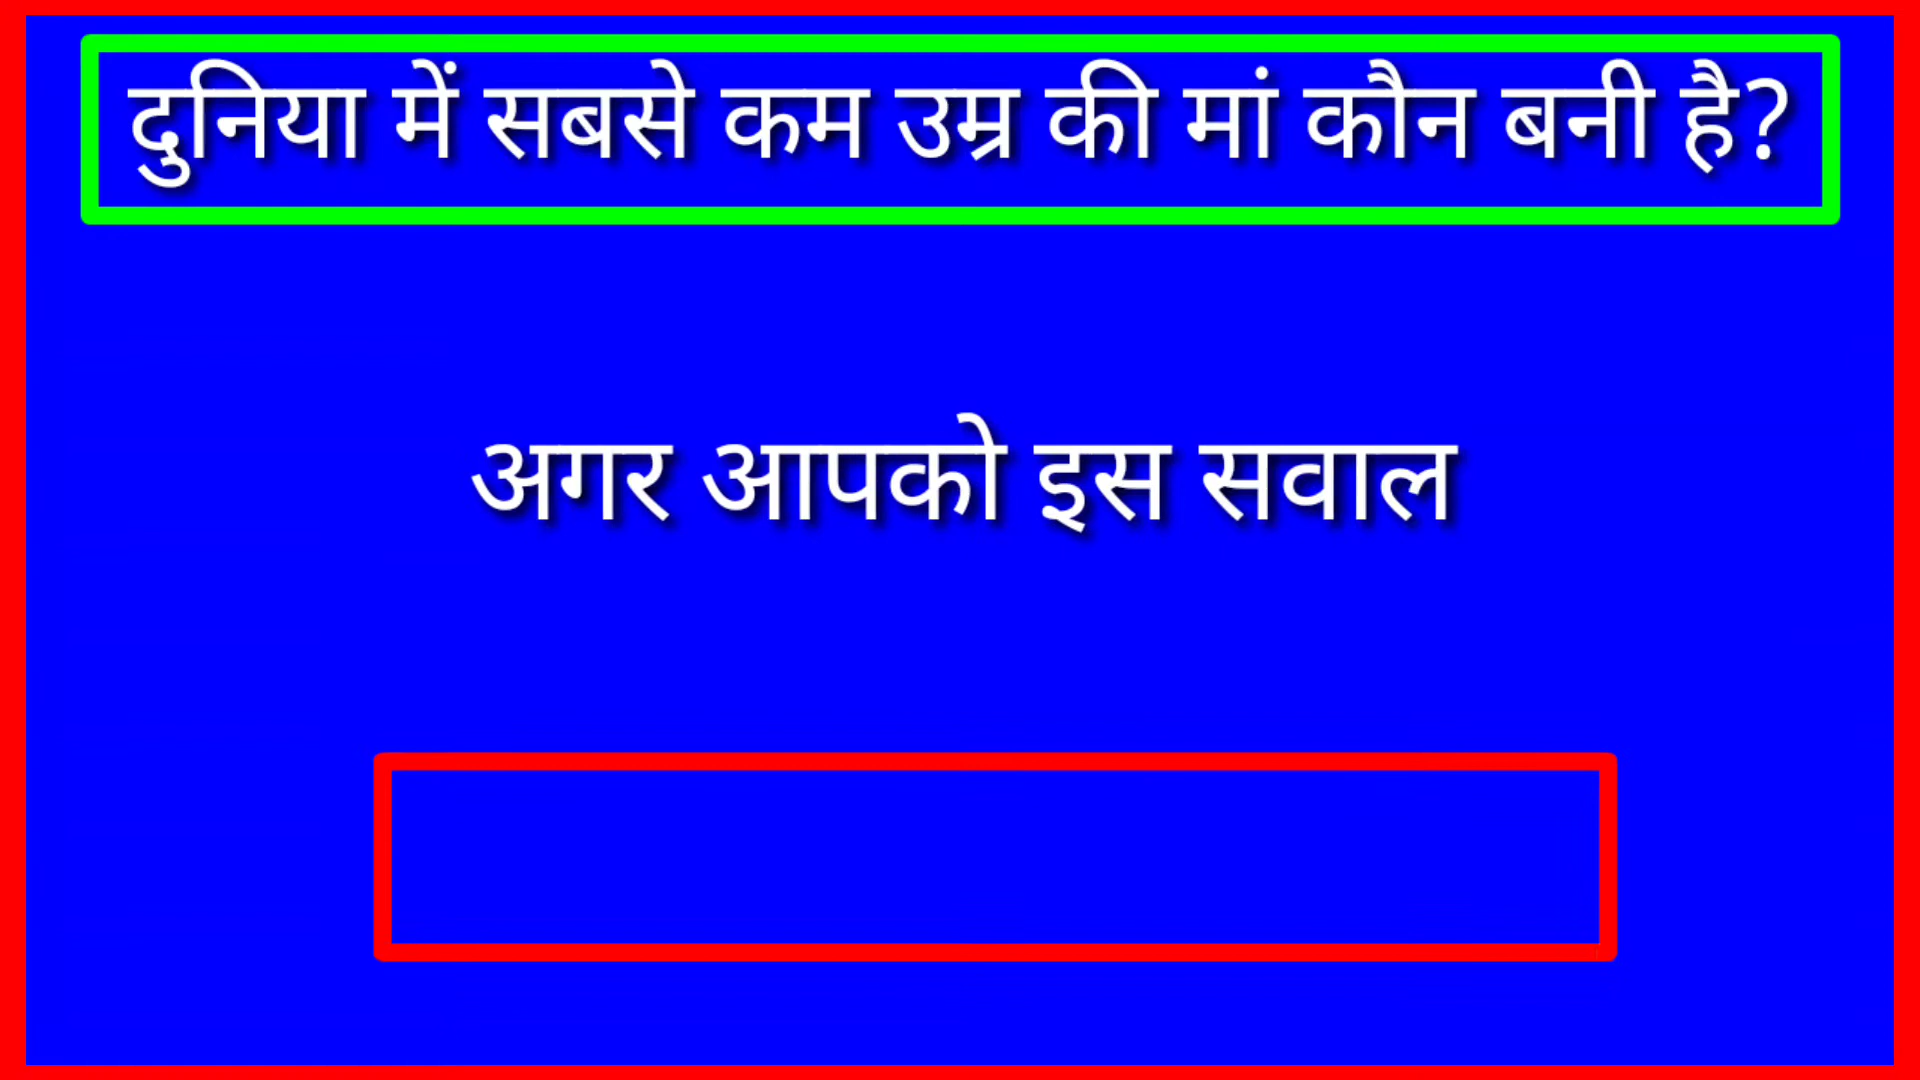 दुनिया में सबसे कम उम्र की मां कौन बनी है?
अगर आपको इस सवाल